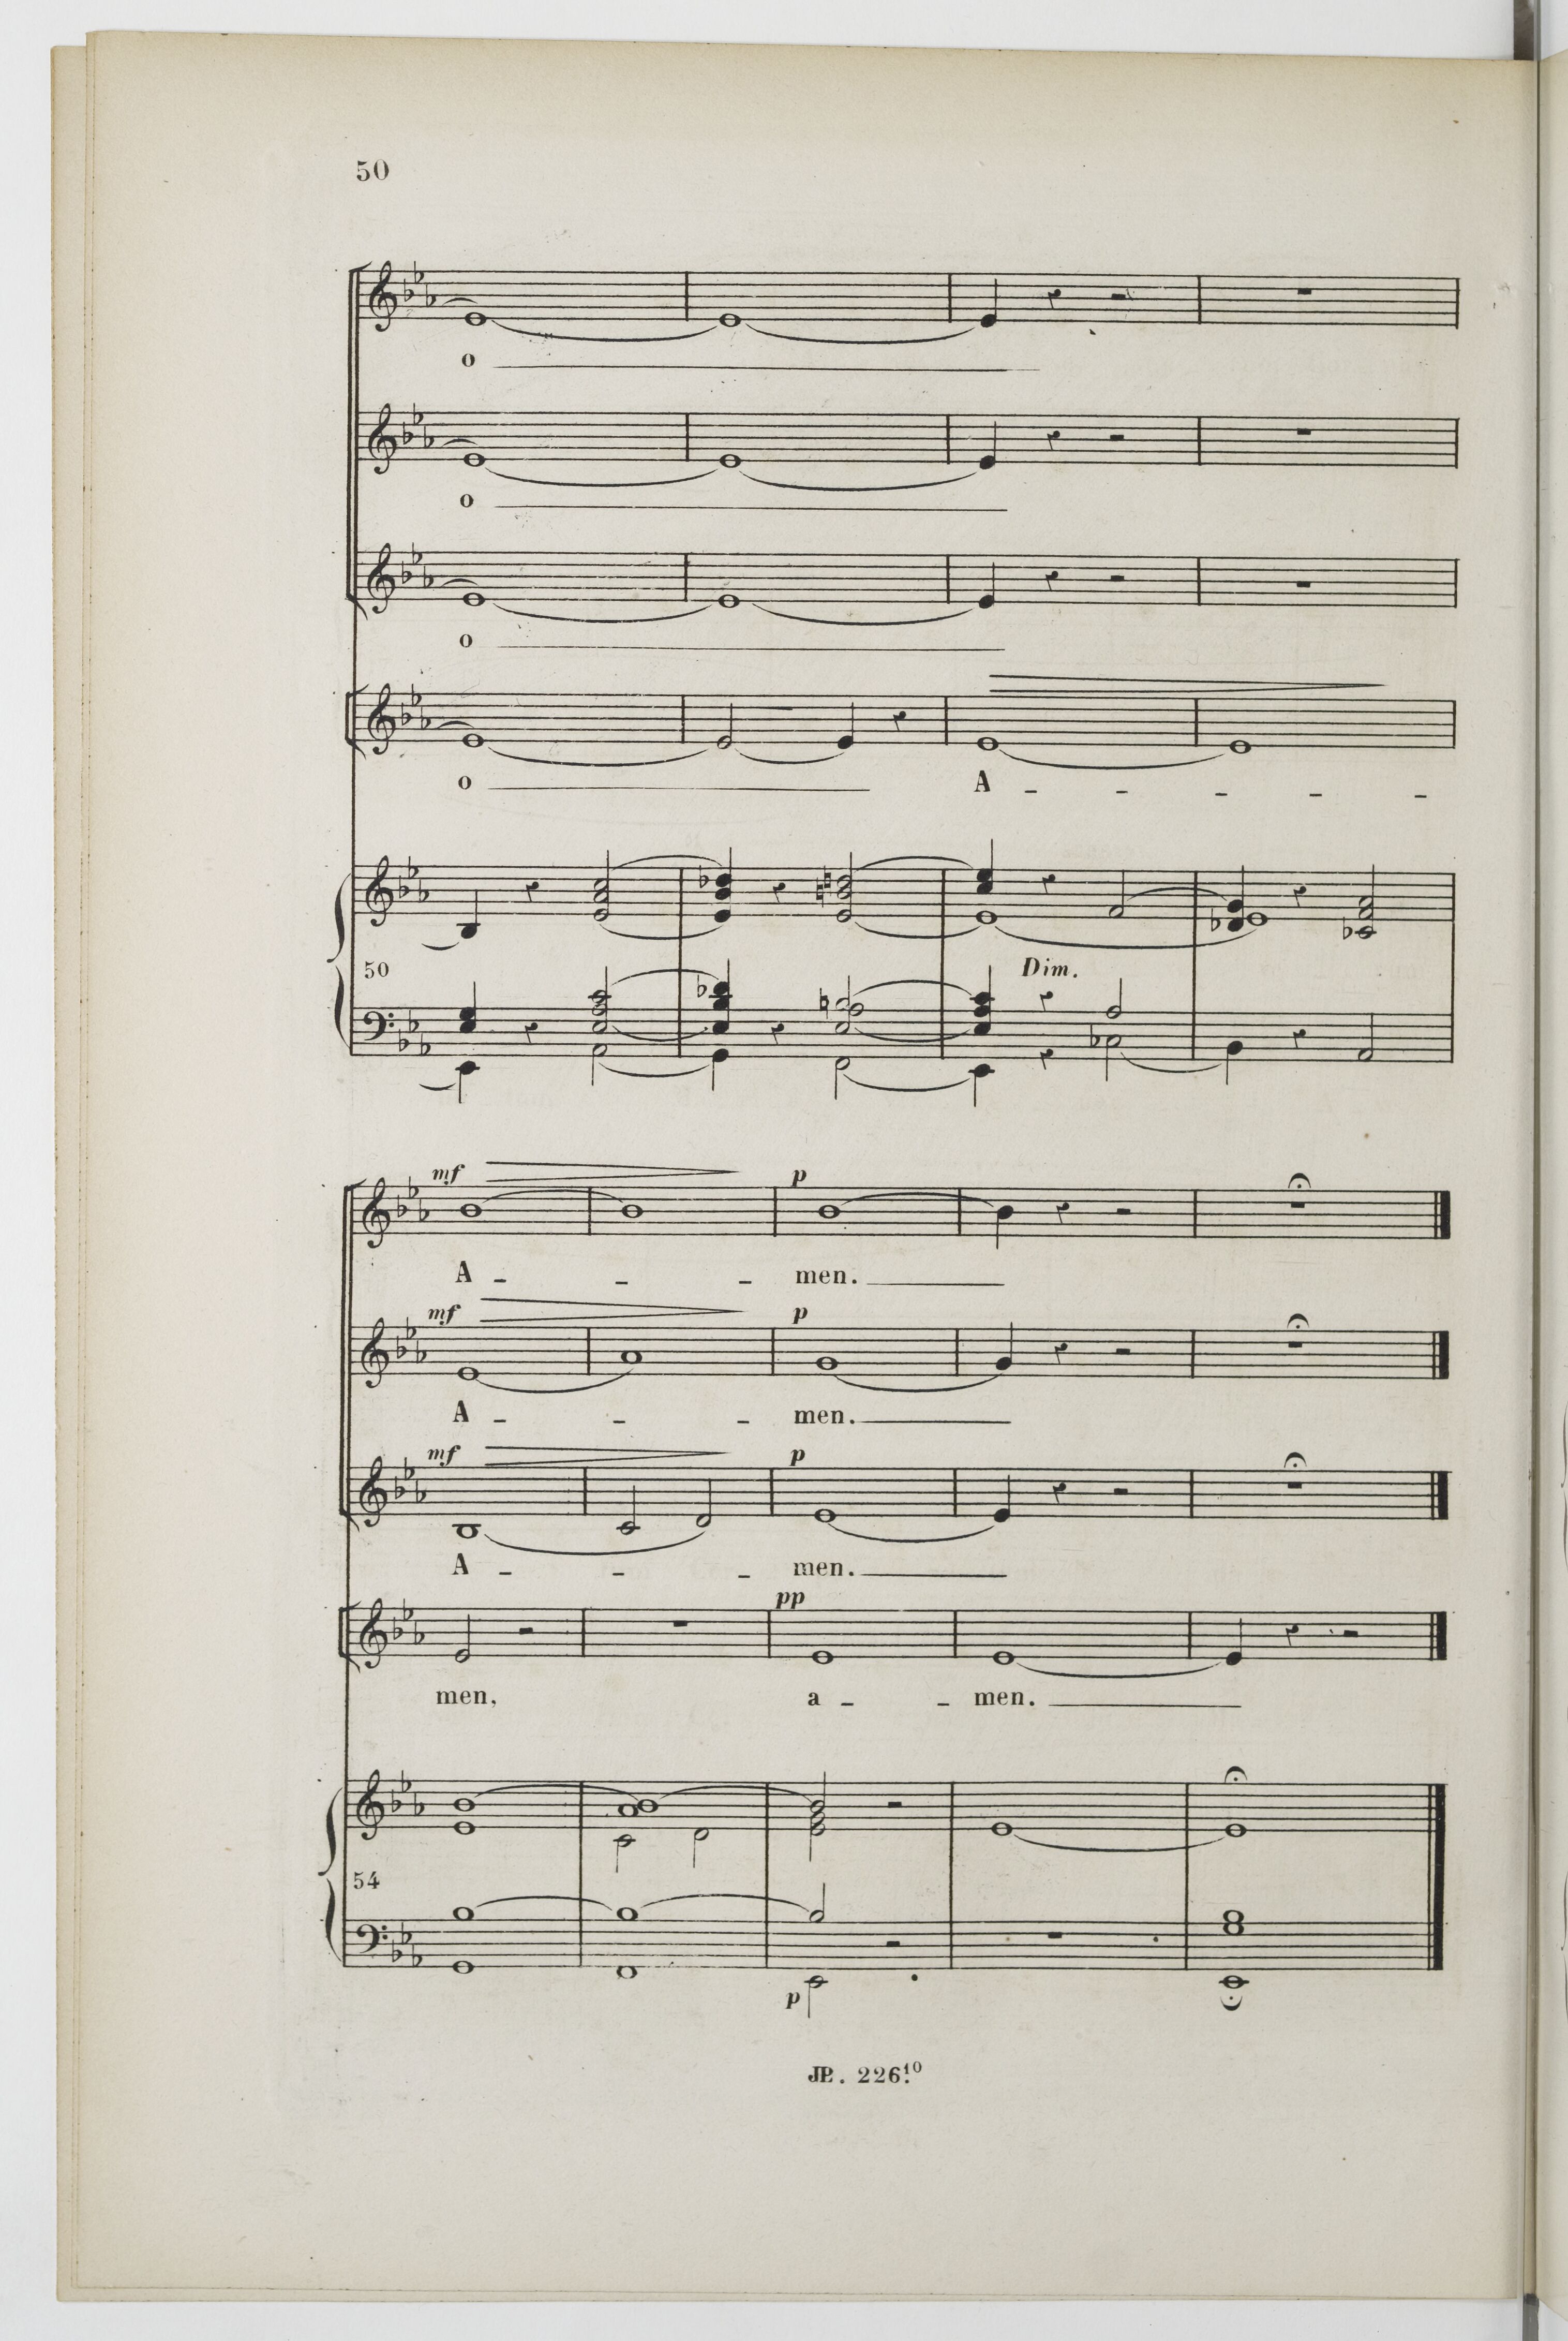 50
o
o
o
o A - - - - -
50 Dim.
mf p
A - - - men.
mf p
A - - - men.
mf p
A - - - men.
pp
men, a - - men.
54
p
JP. 226.10